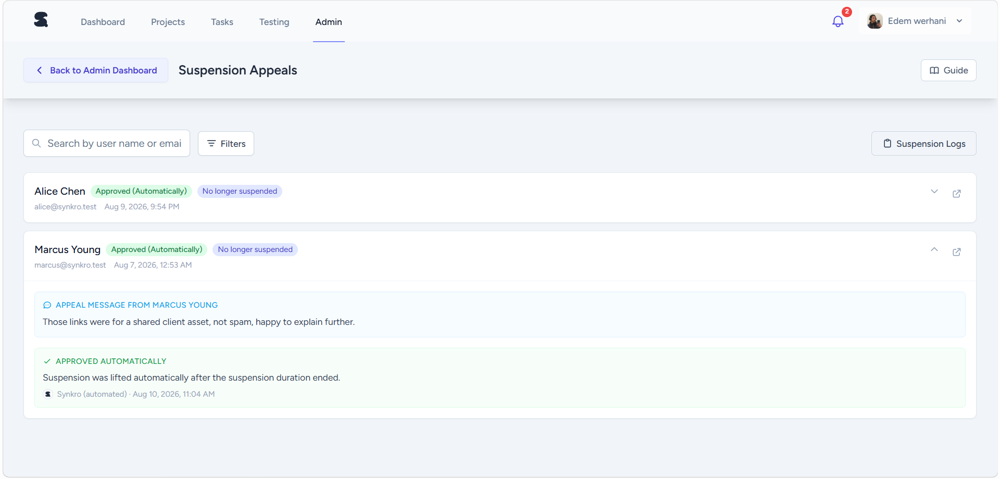 Dashboard
Projects
Tasks
Testing
Admin
2
Edem werhani
Back to Admin Dashboard
Suspension Appeals
Guide
Search by user name or emai
Filters
Suspension Logs
Alice Chen Approved (Automatically) No longer suspended
alice@synkro.test Aug 9, 2026, 9:54 PM
Marcus Young Approved (Automatically) No longer suspended
marcus@synkro.test Aug 7, 2026, 12:53 AM
APPEAL MESSAGE FROM MARCUS YOUNG
Those links were for a shared client asset, not spam, happy to explain further.
APPROVED AUTOMATICALLY
Suspension was lifted automatically after the suspension duration ended.
Synkro (automated) · Aug 10, 2026, 11:04 AM